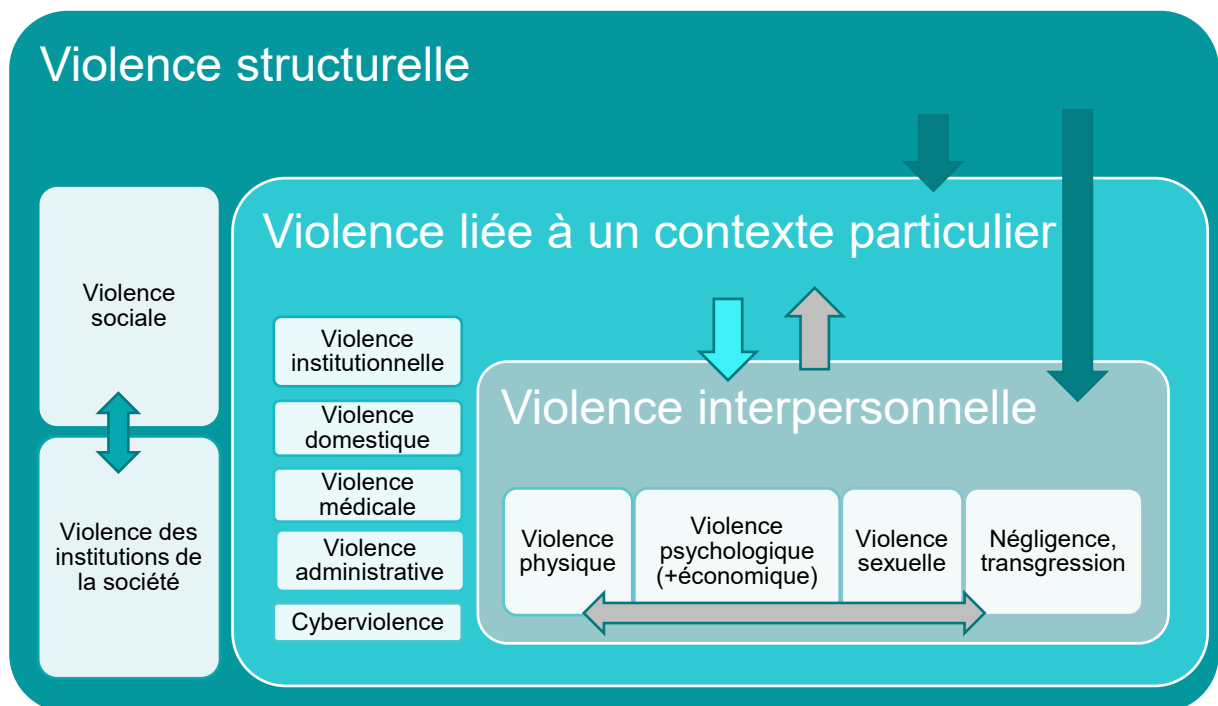 Violence structurelle
Violence
sociale
Violence des
institutions de
la société
Violence liée à un contexte particulier
Violence
institutionnelle
Violence
domestique
Violence
médicale
Violence
administrative
Cyberviolence
Violence interpersonnelle
Violence
physique
Violence
psychologique
(+économique)
Violence
sexuelle
Négligence,
transgression